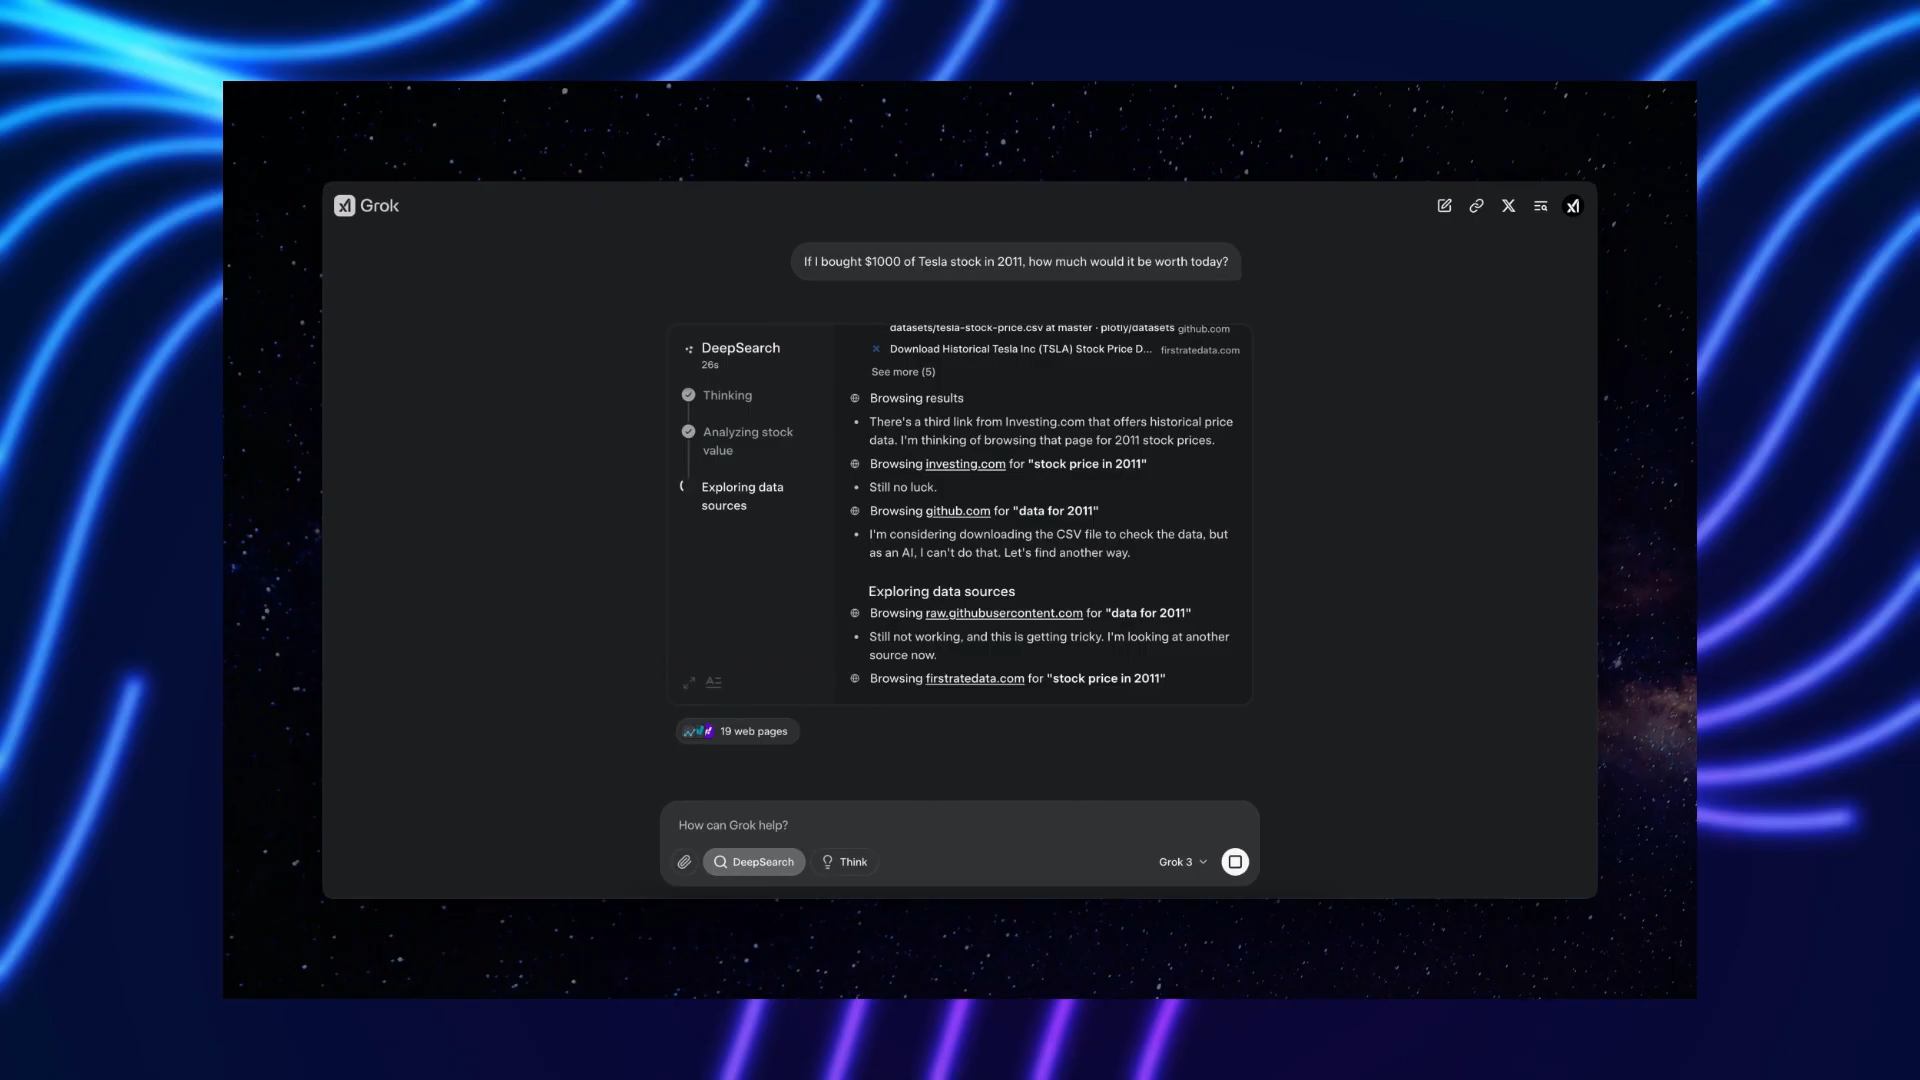 Grok
If I bought $1000 of Tesla stock in 2011, how much would it be worth today?
DeepSearch
26s
Thinking
Analyzing stock
value
Exploring data
sources
datasets/tesla-stock-price.csv at master · plotly/datasets github.com
Download Historical Tesla Inc (TSLA) Stock Price D... firstratedata.com
See more (5)
Browsing results
There's a third link from Investing.com that offers historical price
data. I'm thinking of browsing that page for 2011 stock prices.
Browsing investing.com for "stock price in 2011"
Still no luck.
Browsing github.com for "data for 2011"
I'm considering downloading the CSV file to check the data, but
as an AI, I can't do that. Let's find another way.
Exploring data sources
Browsing raw.githubusercontent.com for "data for 2011"
Still not working, and this is getting tricky. I'm looking at another
source now.
Browsing firstratedata.com for "stock price in 2011"
19 web pages
How can Grok help?
DeepSearch
Think
Grok 3